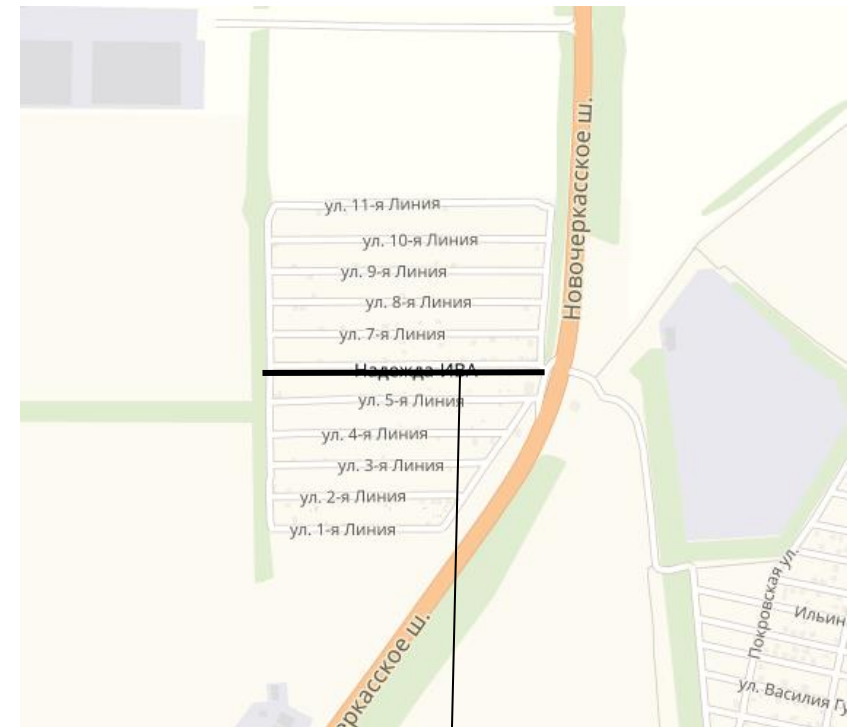 Новочеркасское ш.
ул. 11-я Линия
ул. 10-я Линия
ул. 9-я Линия
ул. 8-я Линия
ул. 7-я Линия
Надежда ИВА
ул. 5-я Линия
ул. 4-я Линия
ул. 3-я Линия
ул. 2-я Линия
ул. 1-я Линия
Покровская ул.
Ильин
ул. Василия Гу
еркасское ш.